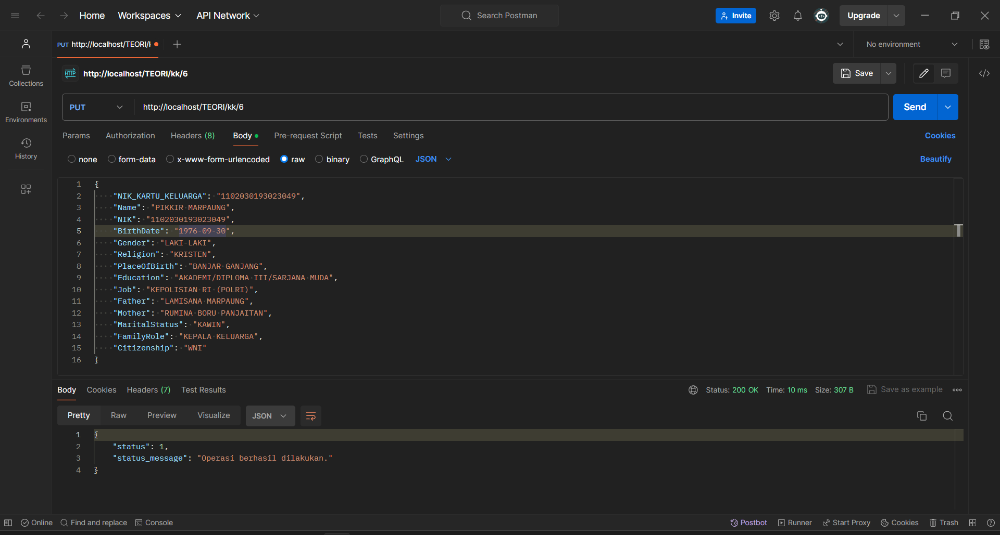 Home Workspaces API Network Search Postman Invite Upgrade
PUT http://localhost/TEORI/ No environment
HTTP http://localhost/TEORI/kk/6 Save
Collections
Environments
History
PUT http://localhost/TEORI/kk/6 Send
Params Authorization Headers (8) Body Pre-request Script Tests Settings Cookies
none form-data x-www-form-urlencoded raw binary GraphQL JSON Beautify
1 {
2 "NIK_KARTU_KELUARGA": "1102030193023049",
3 "Name": "PIKKIR MARPAUNG",
4 "NIK": "1102030193023049",
5 "BirthDate": "1976-09-30",
6 "Gender": "LAKI-LAKI",
7 "Religion": "KRISTEN",
8 "PlaceOfBirth": "BANJAR GANJANG",
9 "Education": "AKADEMI/DIPLOMA III/SARJANA MUDA",
10 "Job": "KEPOLISIAN RI (POLRI)",
11 "Father": "LAMISANA MARPAUNG",
12 "Mother": "RUMINA BORU PANJAITAN",
13 "MaritalStatus": "KAWIN",
14 "FamilyRole": "KEPALA KELUARGA",
15 "Citizenship": "WNI"
16 }
Body Cookies Headers (7) Test Results Status: 200 OK Time: 10 ms Size: 307 B Save as example
Pretty Raw Preview Visualize JSON
1 {
2 "status": 1,
3 "status_message": "Operasi berhasil dilakukan."
4 }
Online Find and replace Console Postbot Runner Start Proxy Cookies Trash